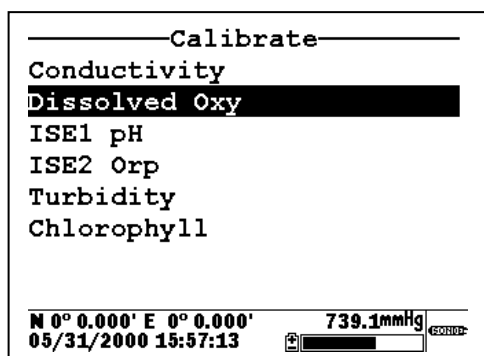 Calibrate
Conductivity
Dissolved Oxy
ISE1 pH
ISE2 Orp
Turbidity
Chlorophyll
N 0° 0.000' E 0° 0.000' 739.1mmHg
05/31/2000 15:57:13
SONDE